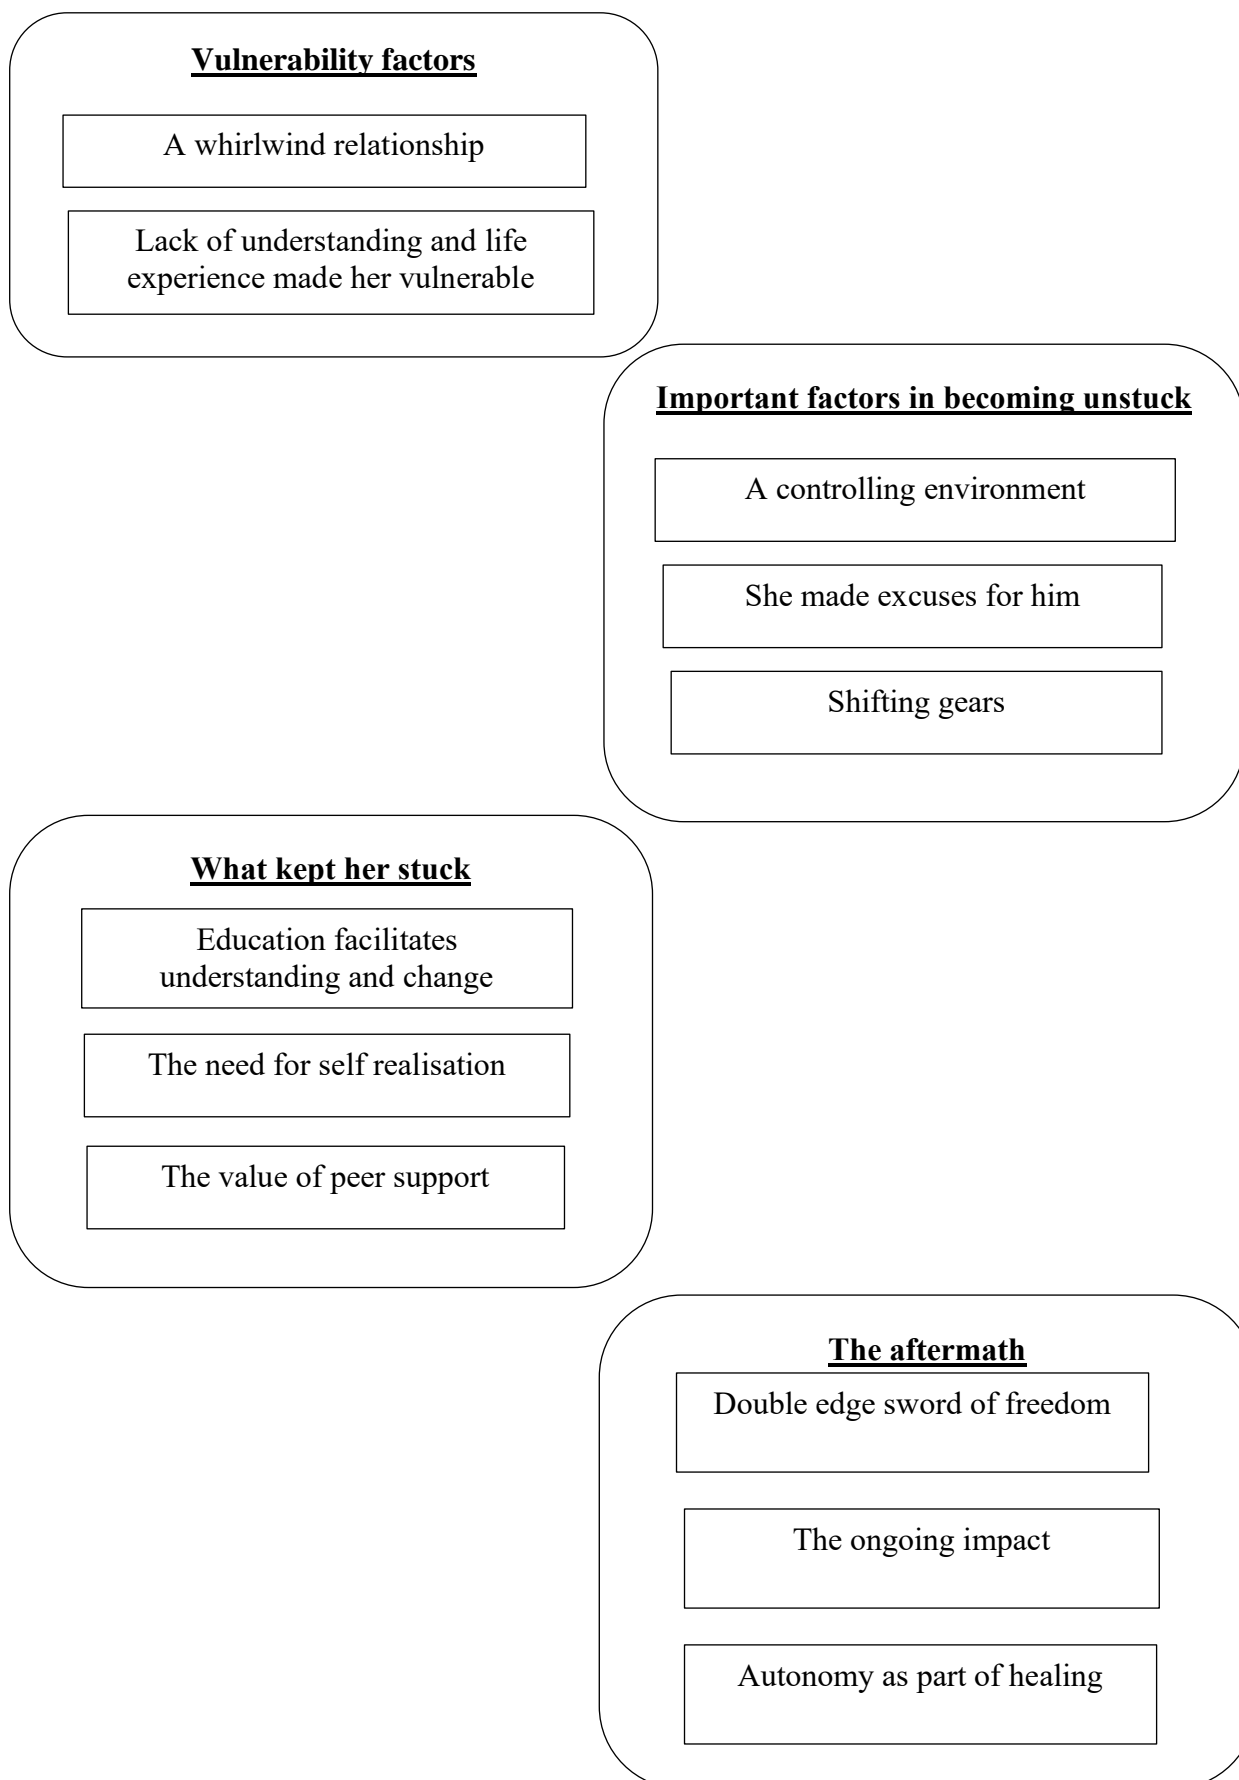 Vulnerability factors
A whirlwind relationship
Lack of understanding and life
experience made her vulnerable
Important factors in becoming unstuck
A controlling environment
She made excuses for him
Shifting gears
What kept her stuck
Education facilitates
understanding and change
The need for self realisation
The value of peer support
The aftermath
Double edge sword of freedom
The ongoing impact
Autonomy as part of healing